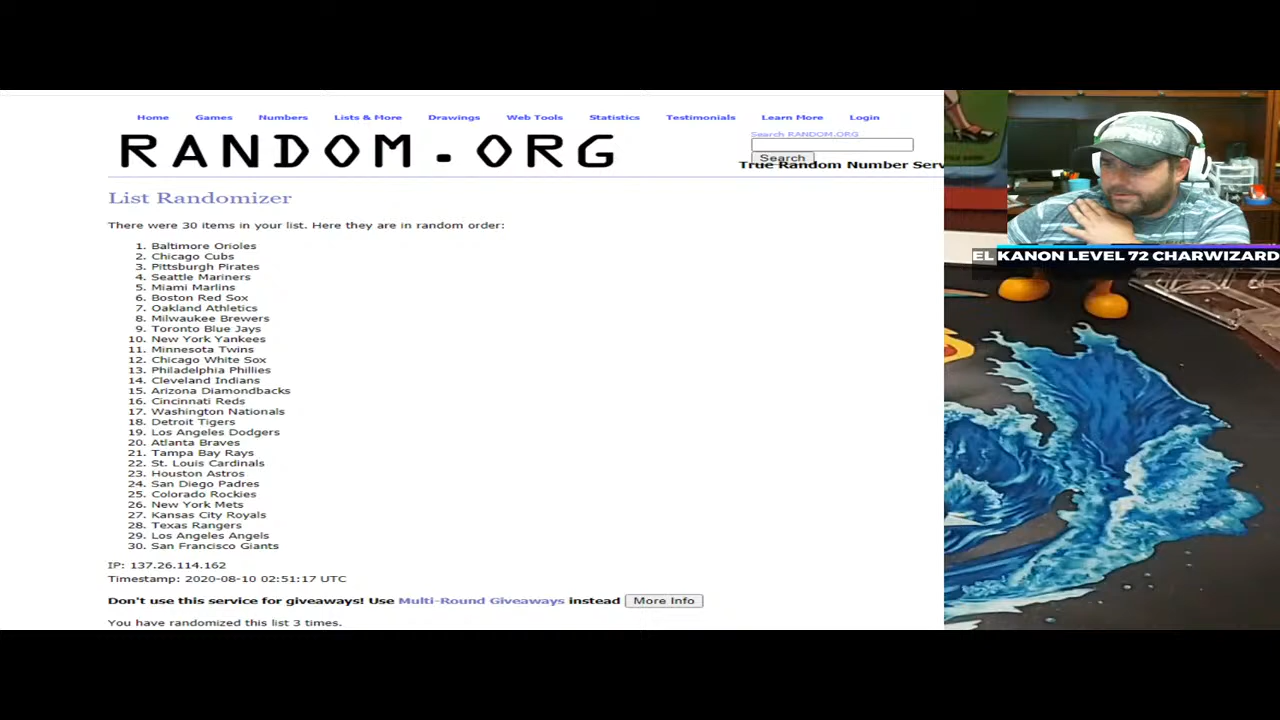 Home Games Numbers Lists & More Drawings Web Tools Statistics Testimonials Learn More Login
RANDOM.ORG
Search RANDOM.ORG
Search
True Random Number Serv
List Randomizer
There were 30 items in your list. Here they are in random order:
1. Baltimore Orioles
2. Chicago Cubs
3. Pittsburgh Pirates
4. Seattle Mariners
5. Miami Marlins
6. Boston Red Sox
7. Oakland Athletics
8. Milwaukee Brewers
9. Toronto Blue Jays
10. New York Yankees
11. Minnesota Twins
12. Chicago White Sox
13. Philadelphia Phillies
14. Cleveland Indians
15. Arizona Diamondbacks
16. Cincinnati Reds
17. Washington Nationals
18. Detroit Tigers
19. Los Angeles Dodgers
20. Atlanta Braves
21. Tampa Bay Rays
22. St. Louis Cardinals
23. Houston Astros
24. San Diego Padres
25. Colorado Rockies
26. New York Mets
27. Kansas City Royals
28. Texas Rangers
29. Los Angeles Angels
30. San Francisco Giants
IP: 137.26.114.162
Timestamp: 2020-08-10 02:51:17 UTC
Don't use this service for giveaways! Use Multi-Round Giveaways instead More Info
You have randomized this list 3 times.
EL KANON LEVEL 72 CHARWIZARD